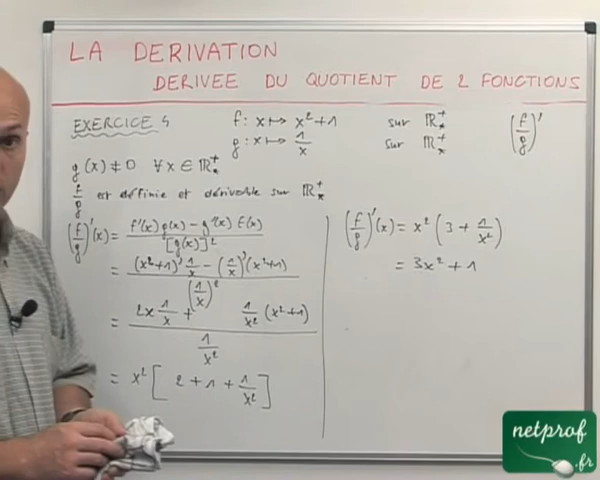 LA DERIVATION
DERIVEE DU QUOTIENT DE 2 FONCTIONS
EXERCICE 4 f: x ↦ x²+1 sur ℝ*⁺ (f/g)'
g: x ↦ 1/x sur ℝ*⁺
g(x) ≠ 0 ∀x ∈ ℝ*⁺
f/g est définie et dérivable sur ℝ*⁺
(f/g)'(x) = (f'(x) g(x) − g'(x) f(x)) / [g(x)]²
= ((x²+1)' 1/x − (1/x)' (x²+1)) / (1/x)²
= (2x 1/x + 1/x² (x²+1)) / (1/x²)
= x² [ 2 + 1 + 1/x² ]
(f/g)'(x) = x² (3 + 1/x²)
= 3x² + 1
netprof
.fr